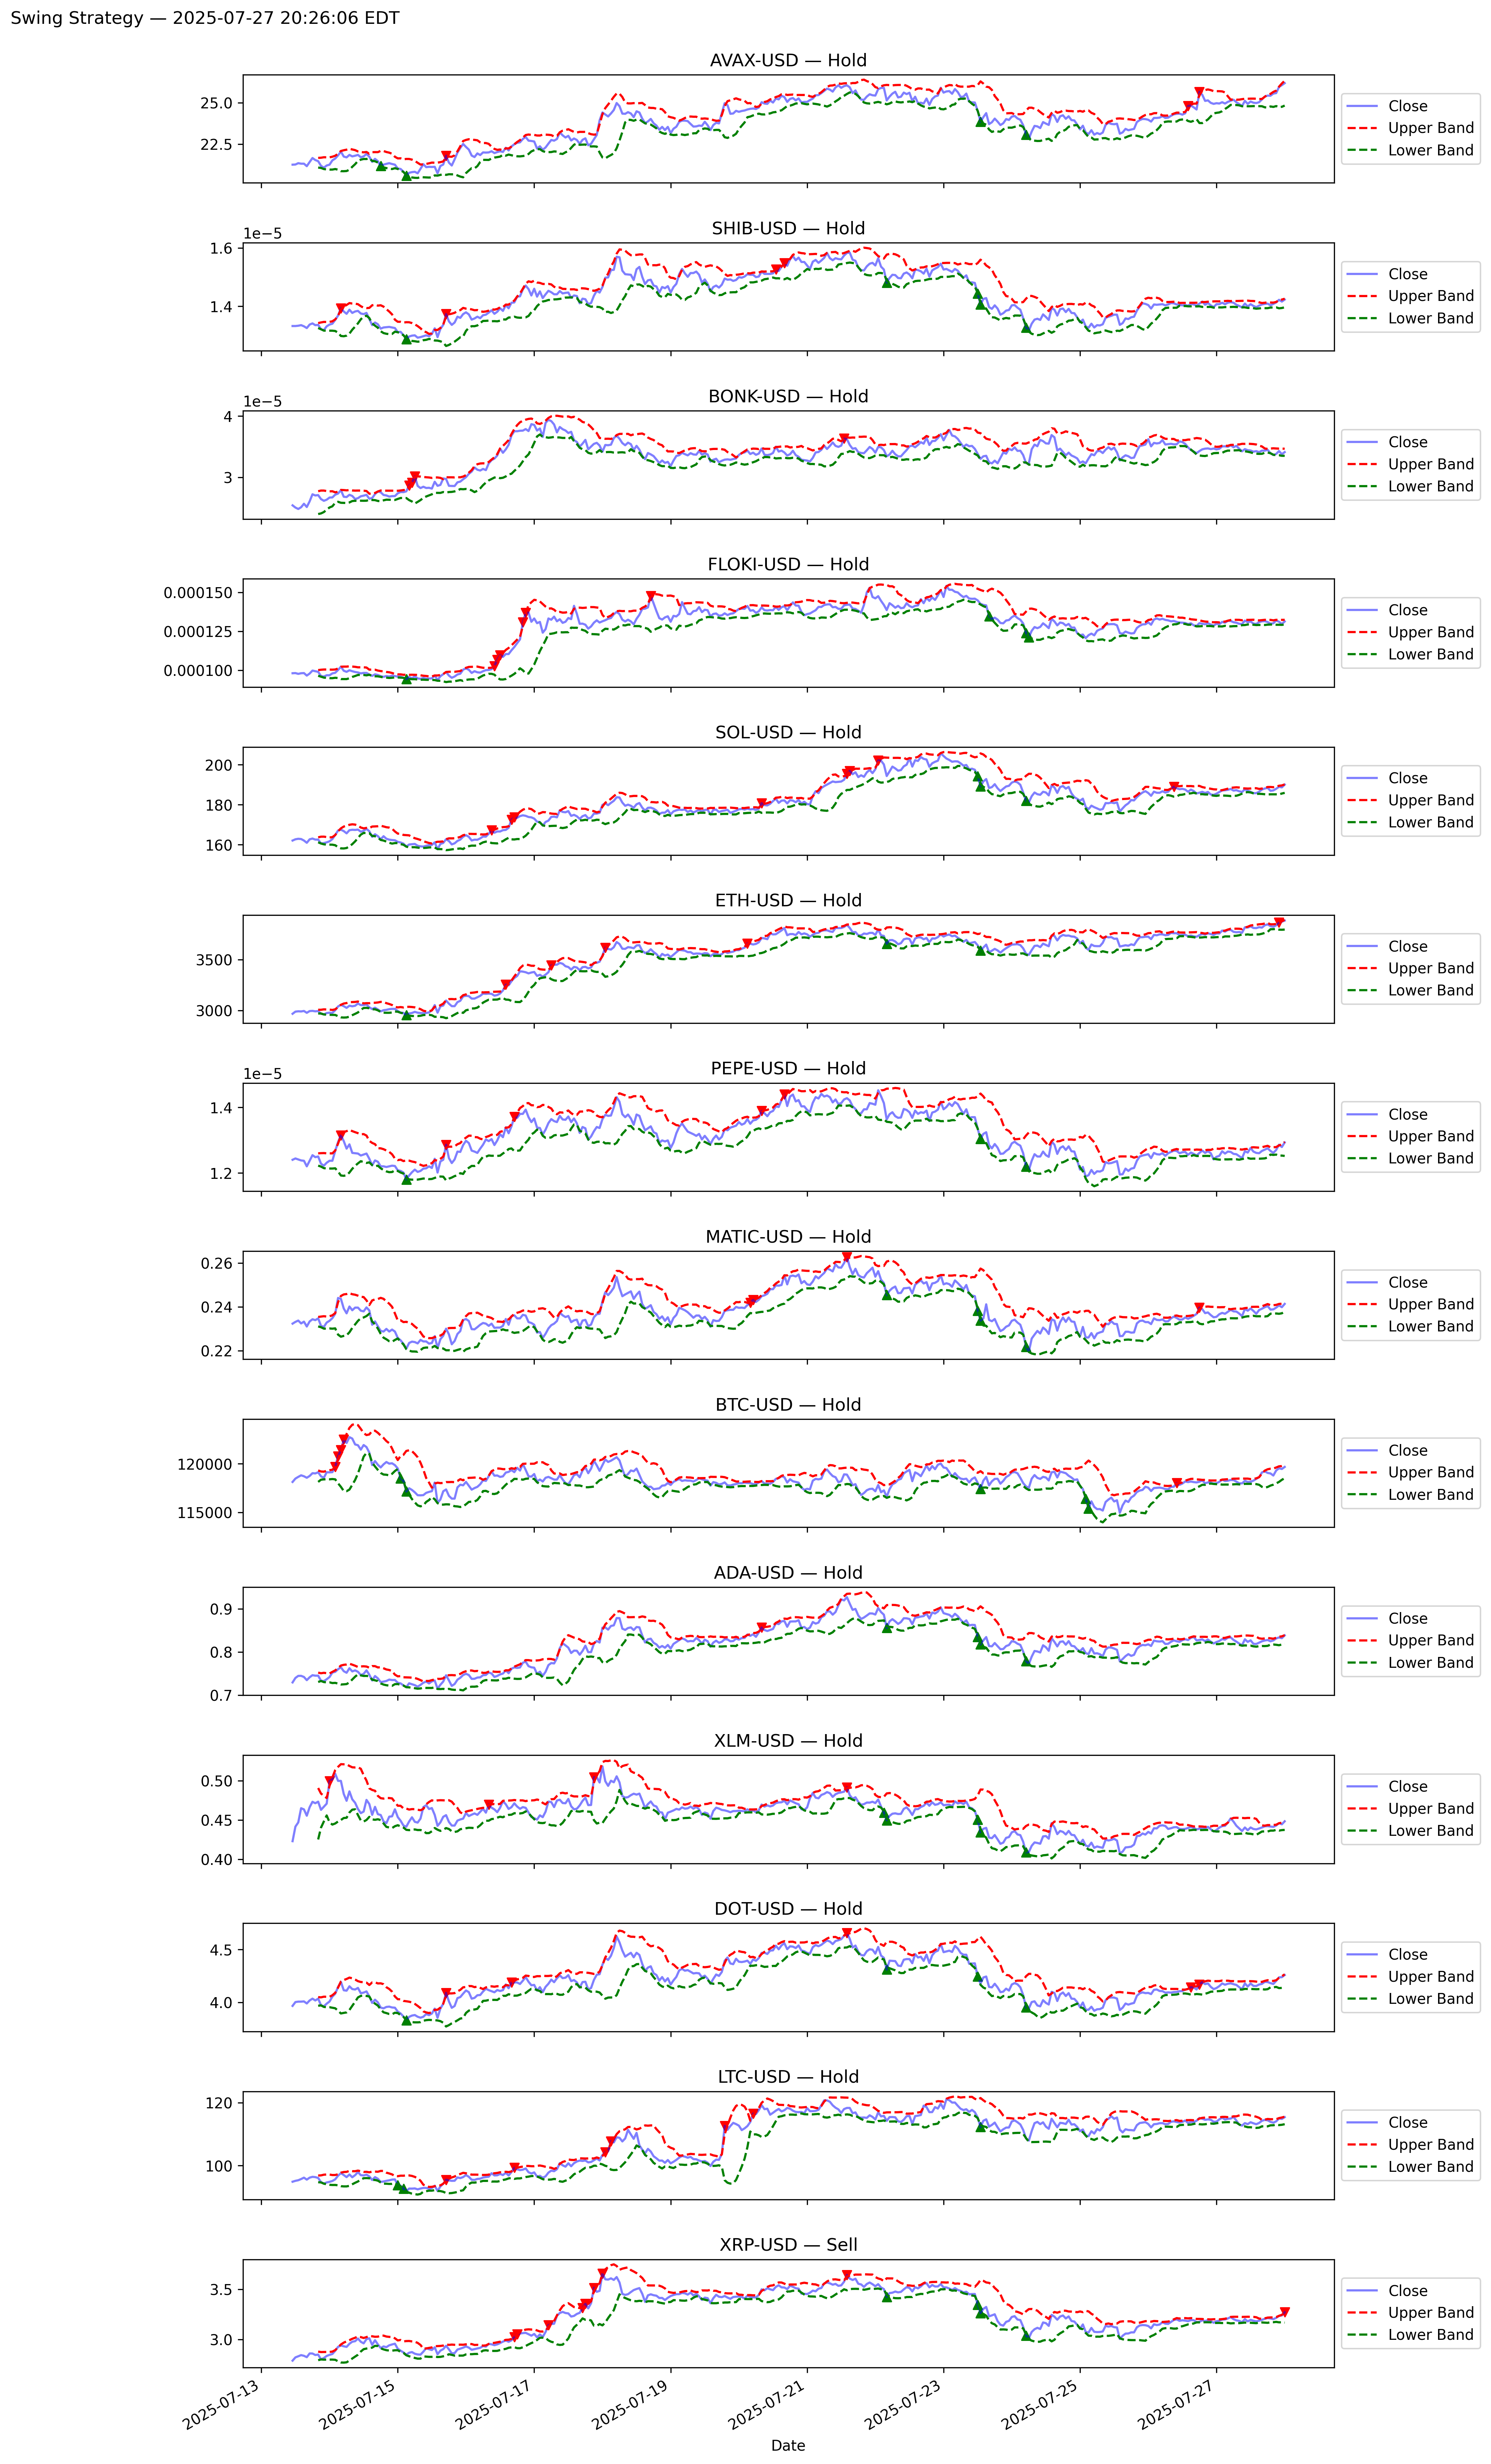 Swing Strategy — 2025-07-27 20:26:06 EDT
AVAX-USD — Hold
25.0
22.5
Close
Upper Band
Lower Band
SHIB-USD — Hold
1e−5
1.6
1.4
Close
Upper Band
Lower Band
BONK-USD — Hold
1e−5
4
3
Close
Upper Band
Lower Band
FLOKI-USD — Hold
0.000150
0.000125
0.000100
Close
Upper Band
Lower Band
SOL-USD — Hold
200
180
160
Close
Upper Band
Lower Band
ETH-USD — Hold
3500
3000
Close
Upper Band
Lower Band
PEPE-USD — Hold
1e−5
1.4
1.2
Close
Upper Band
Lower Band
MATIC-USD — Hold
0.26
0.24
0.22
Close
Upper Band
Lower Band
BTC-USD — Hold
120000
115000
Close
Upper Band
Lower Band
ADA-USD — Hold
0.9
0.8
0.7
Close
Upper Band
Lower Band
XLM-USD — Hold
0.50
0.45
0.40
Close
Upper Band
Lower Band
DOT-USD — Hold
4.5
4.0
Close
Upper Band
Lower Band
LTC-USD — Hold
120
100
Close
Upper Band
Lower Band
XRP-USD — Sell
3.5
3.0
Close
Upper Band
Lower Band
2025-07-13
2025-07-15
2025-07-17
2025-07-19
2025-07-21
2025-07-23
2025-07-25
2025-07-27
Date